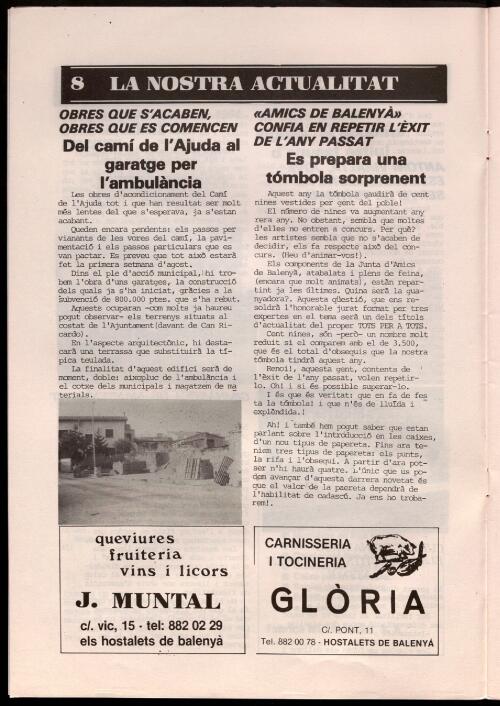 8 LA NOSTRA ACTUALITAT
OBRES QUE S'ACABEN,
OBRES QUE ES COMENCEN
Del camí de l'Ajuda al
garatge per
l'ambulància
Les obres d'acondicionament del Camí
de l'Ajuda tot i que han resultar ser molt
més lentes del que s'esperava, ja s'estan
acabant.
Queden encara pendents: els passos per
vianants de les vores del camí, la pavi-
mentació i els passos particulars que es
van pactar. Es preveu que tot això estarà
fet la primera setmana d'agost.
Dins el ple d'acció municipal, hi tro-
bem l'obra d'uns garatges, la construcció
dels quals ja s'ha iniciat, gràcies a la
subvenció de 800.000 ptes. que s'ha rebut.
Aquestes ocuparan -com molts ja haureu
pogut observar- els terrenys situats al
costat de l'Ajuntament(davant de Can Ri-
cardo).
En l'aspecte arquitectònic, hi desta-
carà una terrassa que substituirà la tí-
pica teulada.
La finalitat d'aquest edifici serà de
moment, doble: aixopluc de l'ambulància i
el cotxe dels municipals i magatzem de ma
terials.
«AMICS DE BALENYÀ»
CONFIA EN REPETIR L'ÈXIT
DE L'ANY PASSAT
Es prepara una
tómbola sorprenent
Aquest any la tómbola gaudirà de cent
nines vestides per gent del poble!
El número de nines va augmentant any
rera any. No obstant, sembla que moltes
d'elles no entren a concurs. Per què?
les artistes sembla que no s'acaben de
decidir, els fa respecte això del con-
curs. (Heu d'animar-vos!).
Els components de la Junta d'Amics
de Balenyà, atabalats i plens de feina,
(encara que molt animats), estàn repar-
tint ja les últimes. Quina serà la gua-
nyadora?. Aquesta qüestió, que ens re-
soldrà l'honorable jurat format per tres
expertes en el tema serà un dels títols
d'actualitat del proper TOTS PER A TOTS.
Cent nines, són -però- un nombre molt
reduit si el comparem amb el de 3.500,
que és el total d'obsequis que la nostra
tómbola tindrà aquest any.
Renoi!, aquesta gent, contents de
l'èxit de l'any passat, volen repetir-
lo. Oh! i si és possible superar-lo.
I és que és veritat: que en fa de fes
ta la tómbola! i que n'és de lluïda i
explèndida.!
Ah! i també hem pogut saber que estan
parlant sobre l'introducció en les caixes,
d'un nou tipus de papereta. Fins ara te-
niem tres tipus de papereta: els punts,
la rifa i l'obsequi. A partir d'ara pot-
ser n'hi haurà quatre. L'únic que us po-
dem avançar d'aquesta darrera novetat és
que el valor de la paereta dependrà de
l'habilitat de cadascú. Ja ens ho troba-
rem!.
queviures
fruiteria
vins i licors
J. MUNTAL
c/. vic, 15 - tel: 882 02 29
els hostalets de balenyà
CARNISSERIA
I TOCINERIA
GLÒRIA
C/. PONT, 11
Tel. 882 00 78 - HOSTALETS DE BALENYÀ